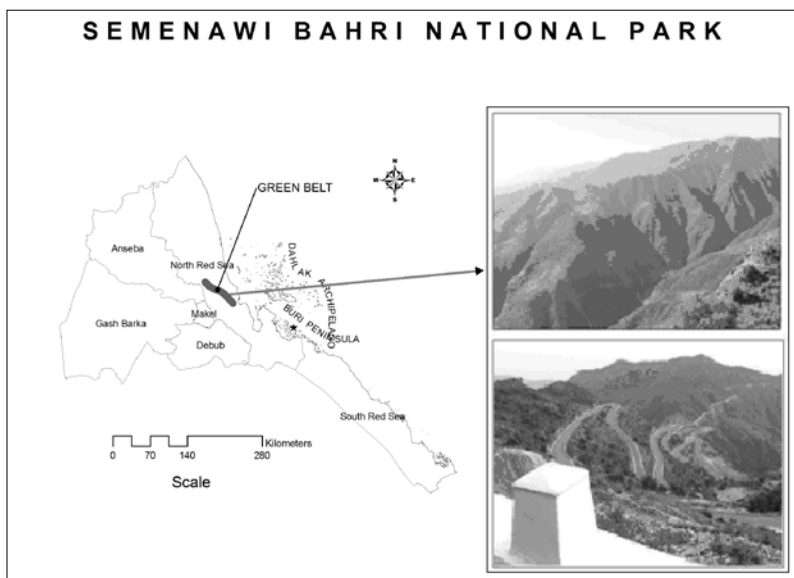 SEMENAWI BAHRI NATIONAL PARK
N
W E
S
GREEN BELT
DAHLAK ARCHIPELAGO
Anseba
North Red Sea
BURI PENINSULA
Makel
Gash Barka
Debub
South Red Sea
Kilometers
0 70 140 280
Scale